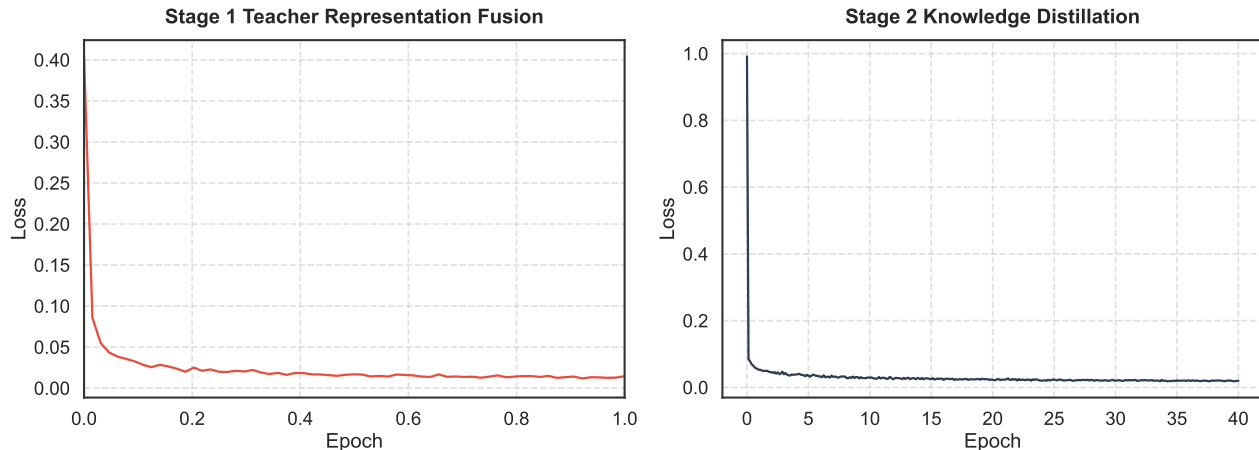 Stage 1 Teacher Representation Fusion
Loss
0.40
0.35
0.30
0.25
0.20
0.15
0.10
0.05
0.00
0.0 0.2 0.4 0.6 0.8 1.0
Epoch
Stage 2 Knowledge Distillation
Loss
1.0
0.8
0.6
0.4
0.2
0.0
0 5 10 15 20 25 30 35 40
Epoch